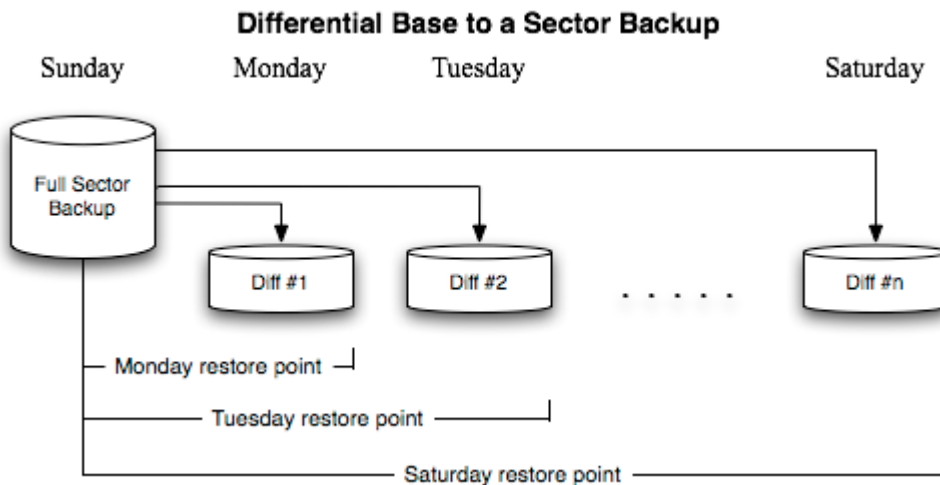 Differential Base to a Sector Backup
Sunday
Monday
Tuesday
Saturday
Full Sector
Backup
Diff #1
Diff #2
. . . . .
Diff #n
Monday restore point
Tuesday restore point
Saturday restore point